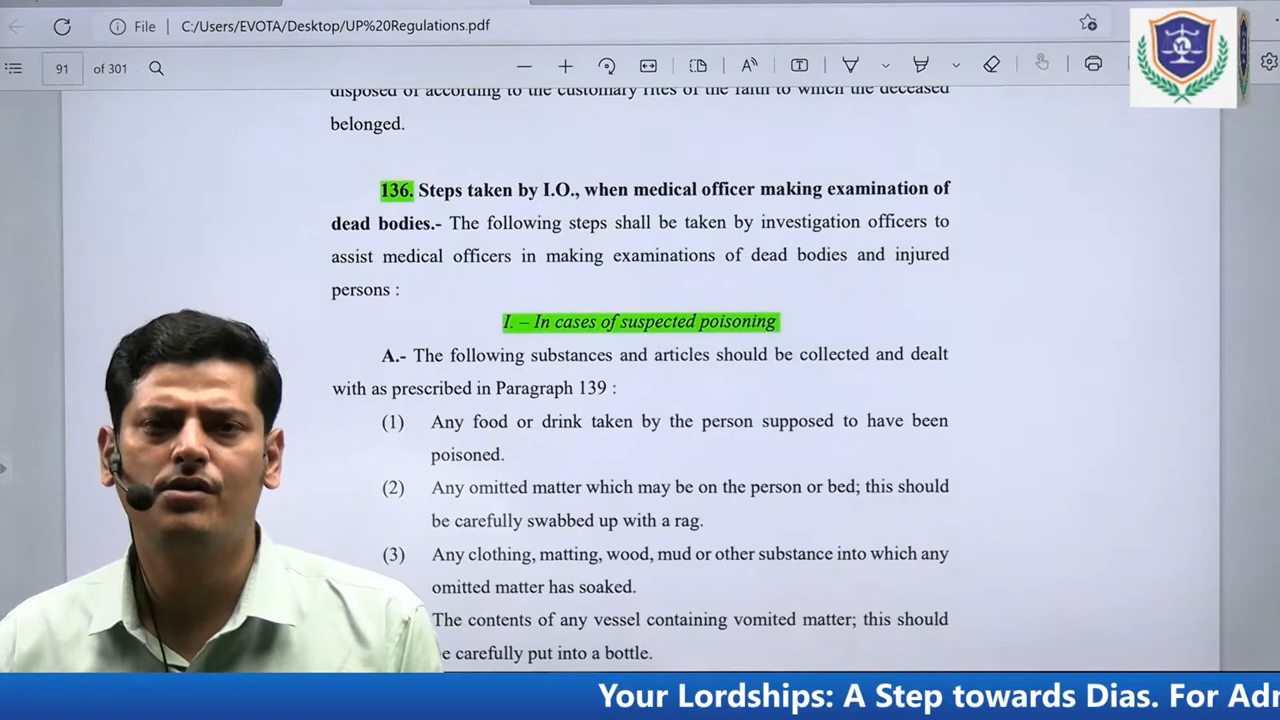 File
C:/Users/EVOTA/Desktop/UP%20Regulations.pdf
91 of 301
disposed of according to the customary rites of the faith to which the deceased
belonged.
136. Steps taken by I.O., when medical officer making examination of
dead bodies.- The following steps shall be taken by investigation officers to
assist medical officers in making examinations of dead bodies and injured
persons :
I. – In cases of suspected poisoning
A.- The following substances and articles should be collected and dealt
with as prescribed in Paragraph 139 :
(1) Any food or drink taken by the person supposed to have been
poisoned.
(2) Any omitted matter which may be on the person or bed; this should
be carefully swabbed up with a rag.
(3) Any clothing, matting, wood, mud or other substance into which any
omitted matter has soaked.
The contents of any vessel containing vomited matter; this should
e carefully put into a bottle.
Your Lordships: A Step towards Dias. For Adr